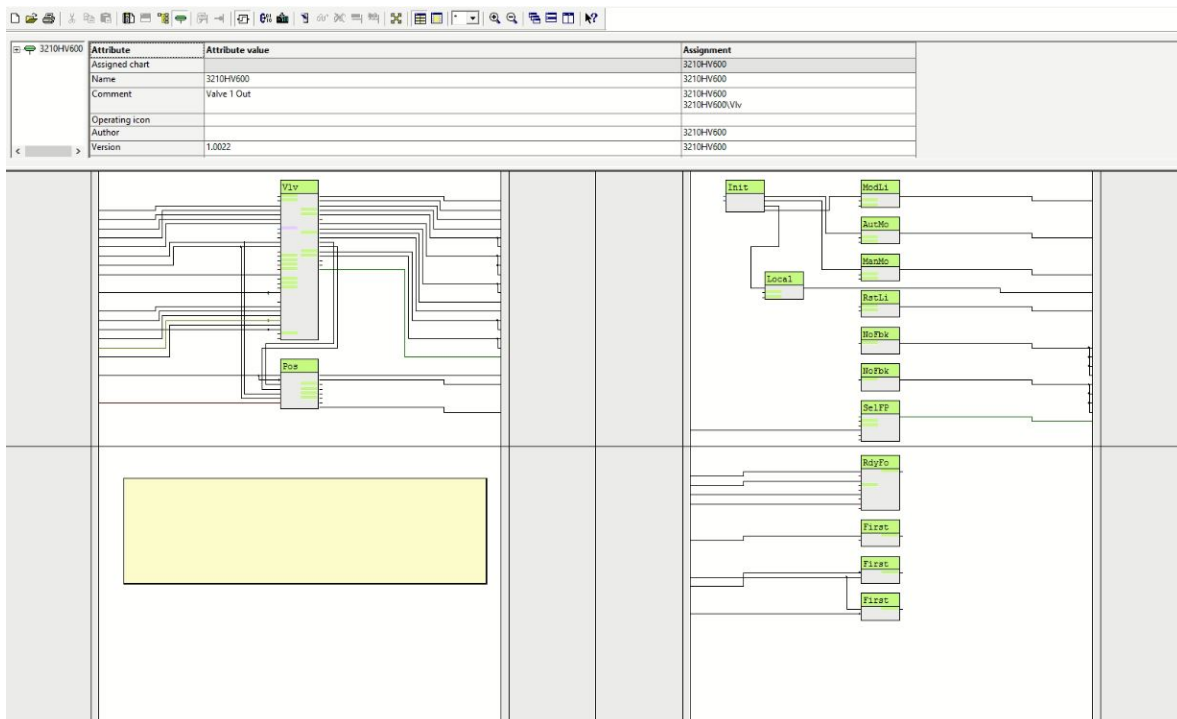 3210HV600
Attribute Attribute value Assignment
Assigned chart 3210HV600
Name 3210HV600 3210HV600
Comment Valve 1 Out 3210HV600
3210HV600\Vlv
Operating icon
Author 3210HV600
Version 1.0022 3210HV600
Vlv
Pos
Init
ModLi
AutMo
ManMo
Local
RstLi
NoFbk
NoFbk
SelFP
RdyFo
First
First
First